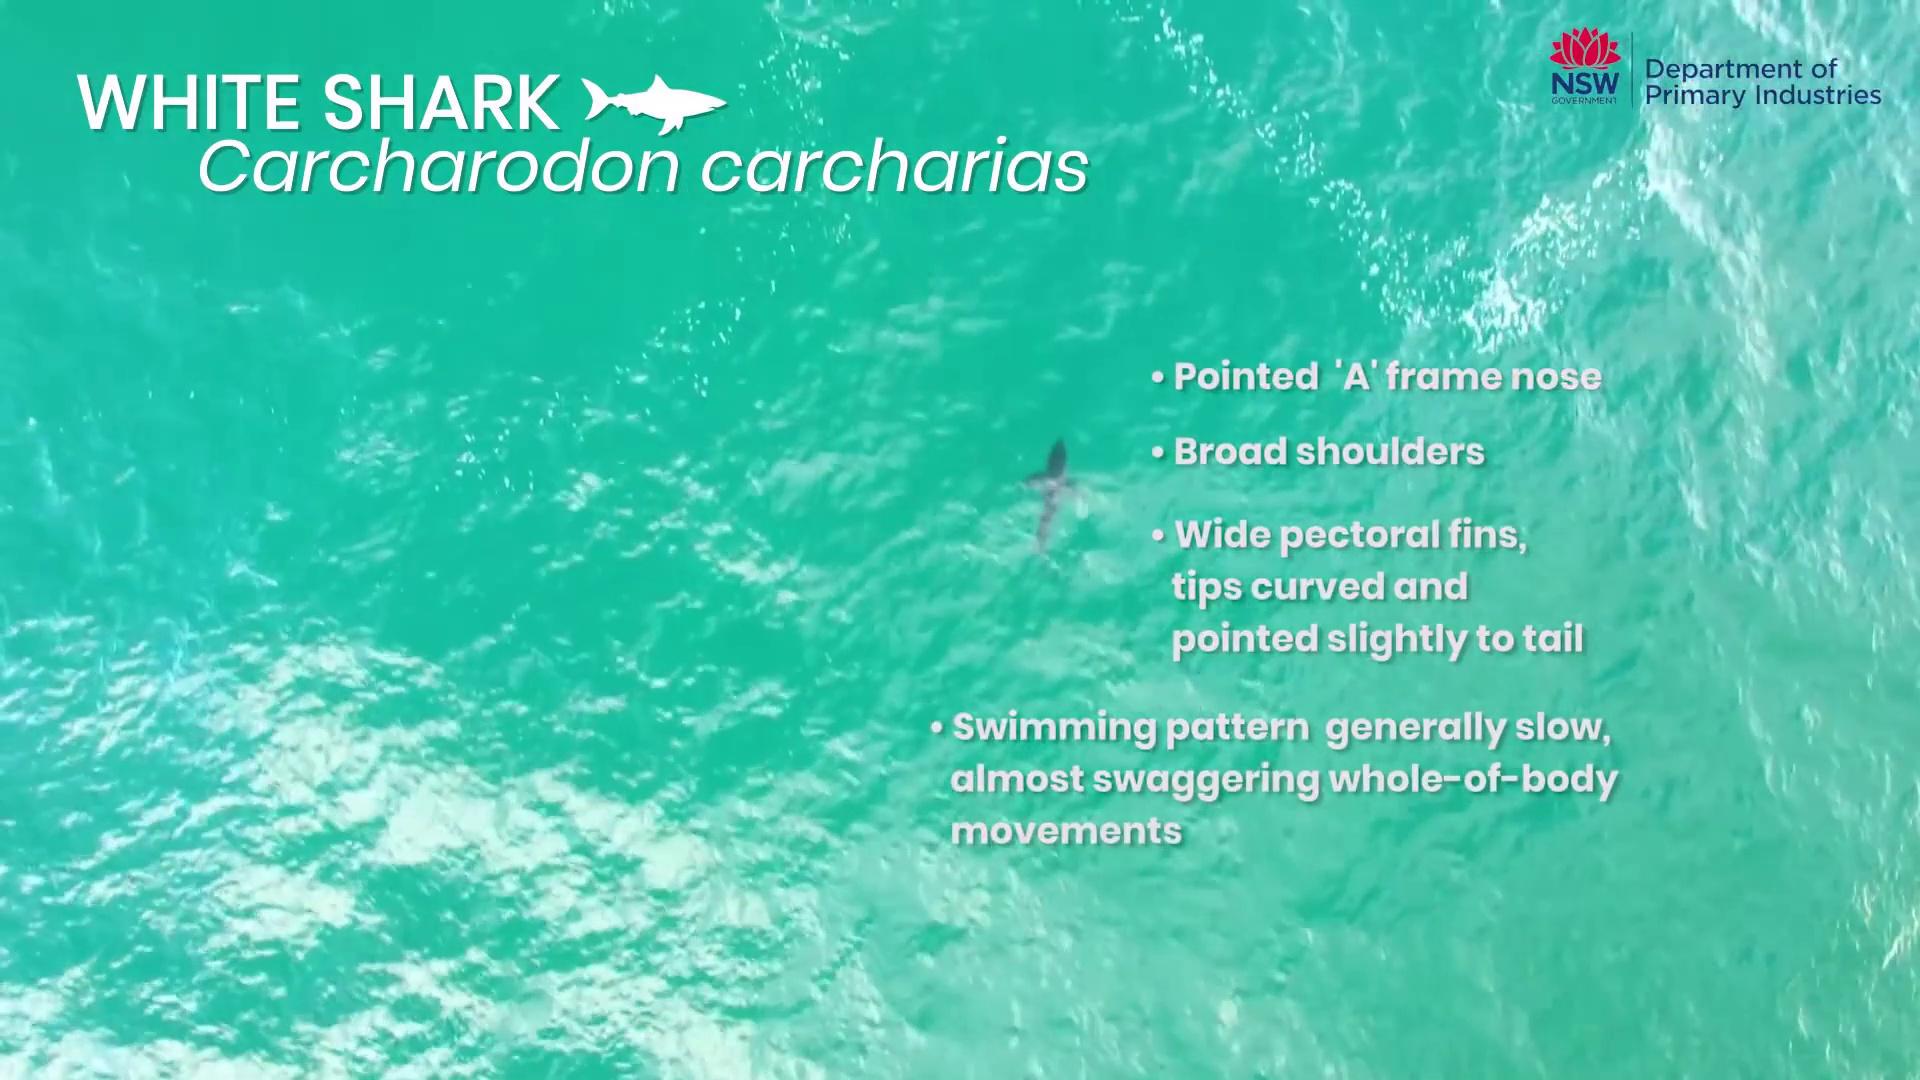 WHITE SHARK
Carcharodon carcharias
NSW
GOVERNMENT
Department of
Primary Industries
• Pointed 'A' frame nose
• Broad shoulders
• Wide pectoral fins,
tips curved and
pointed slightly to tail
• Swimming pattern generally slow,
almost swaggering whole-of-body
movements